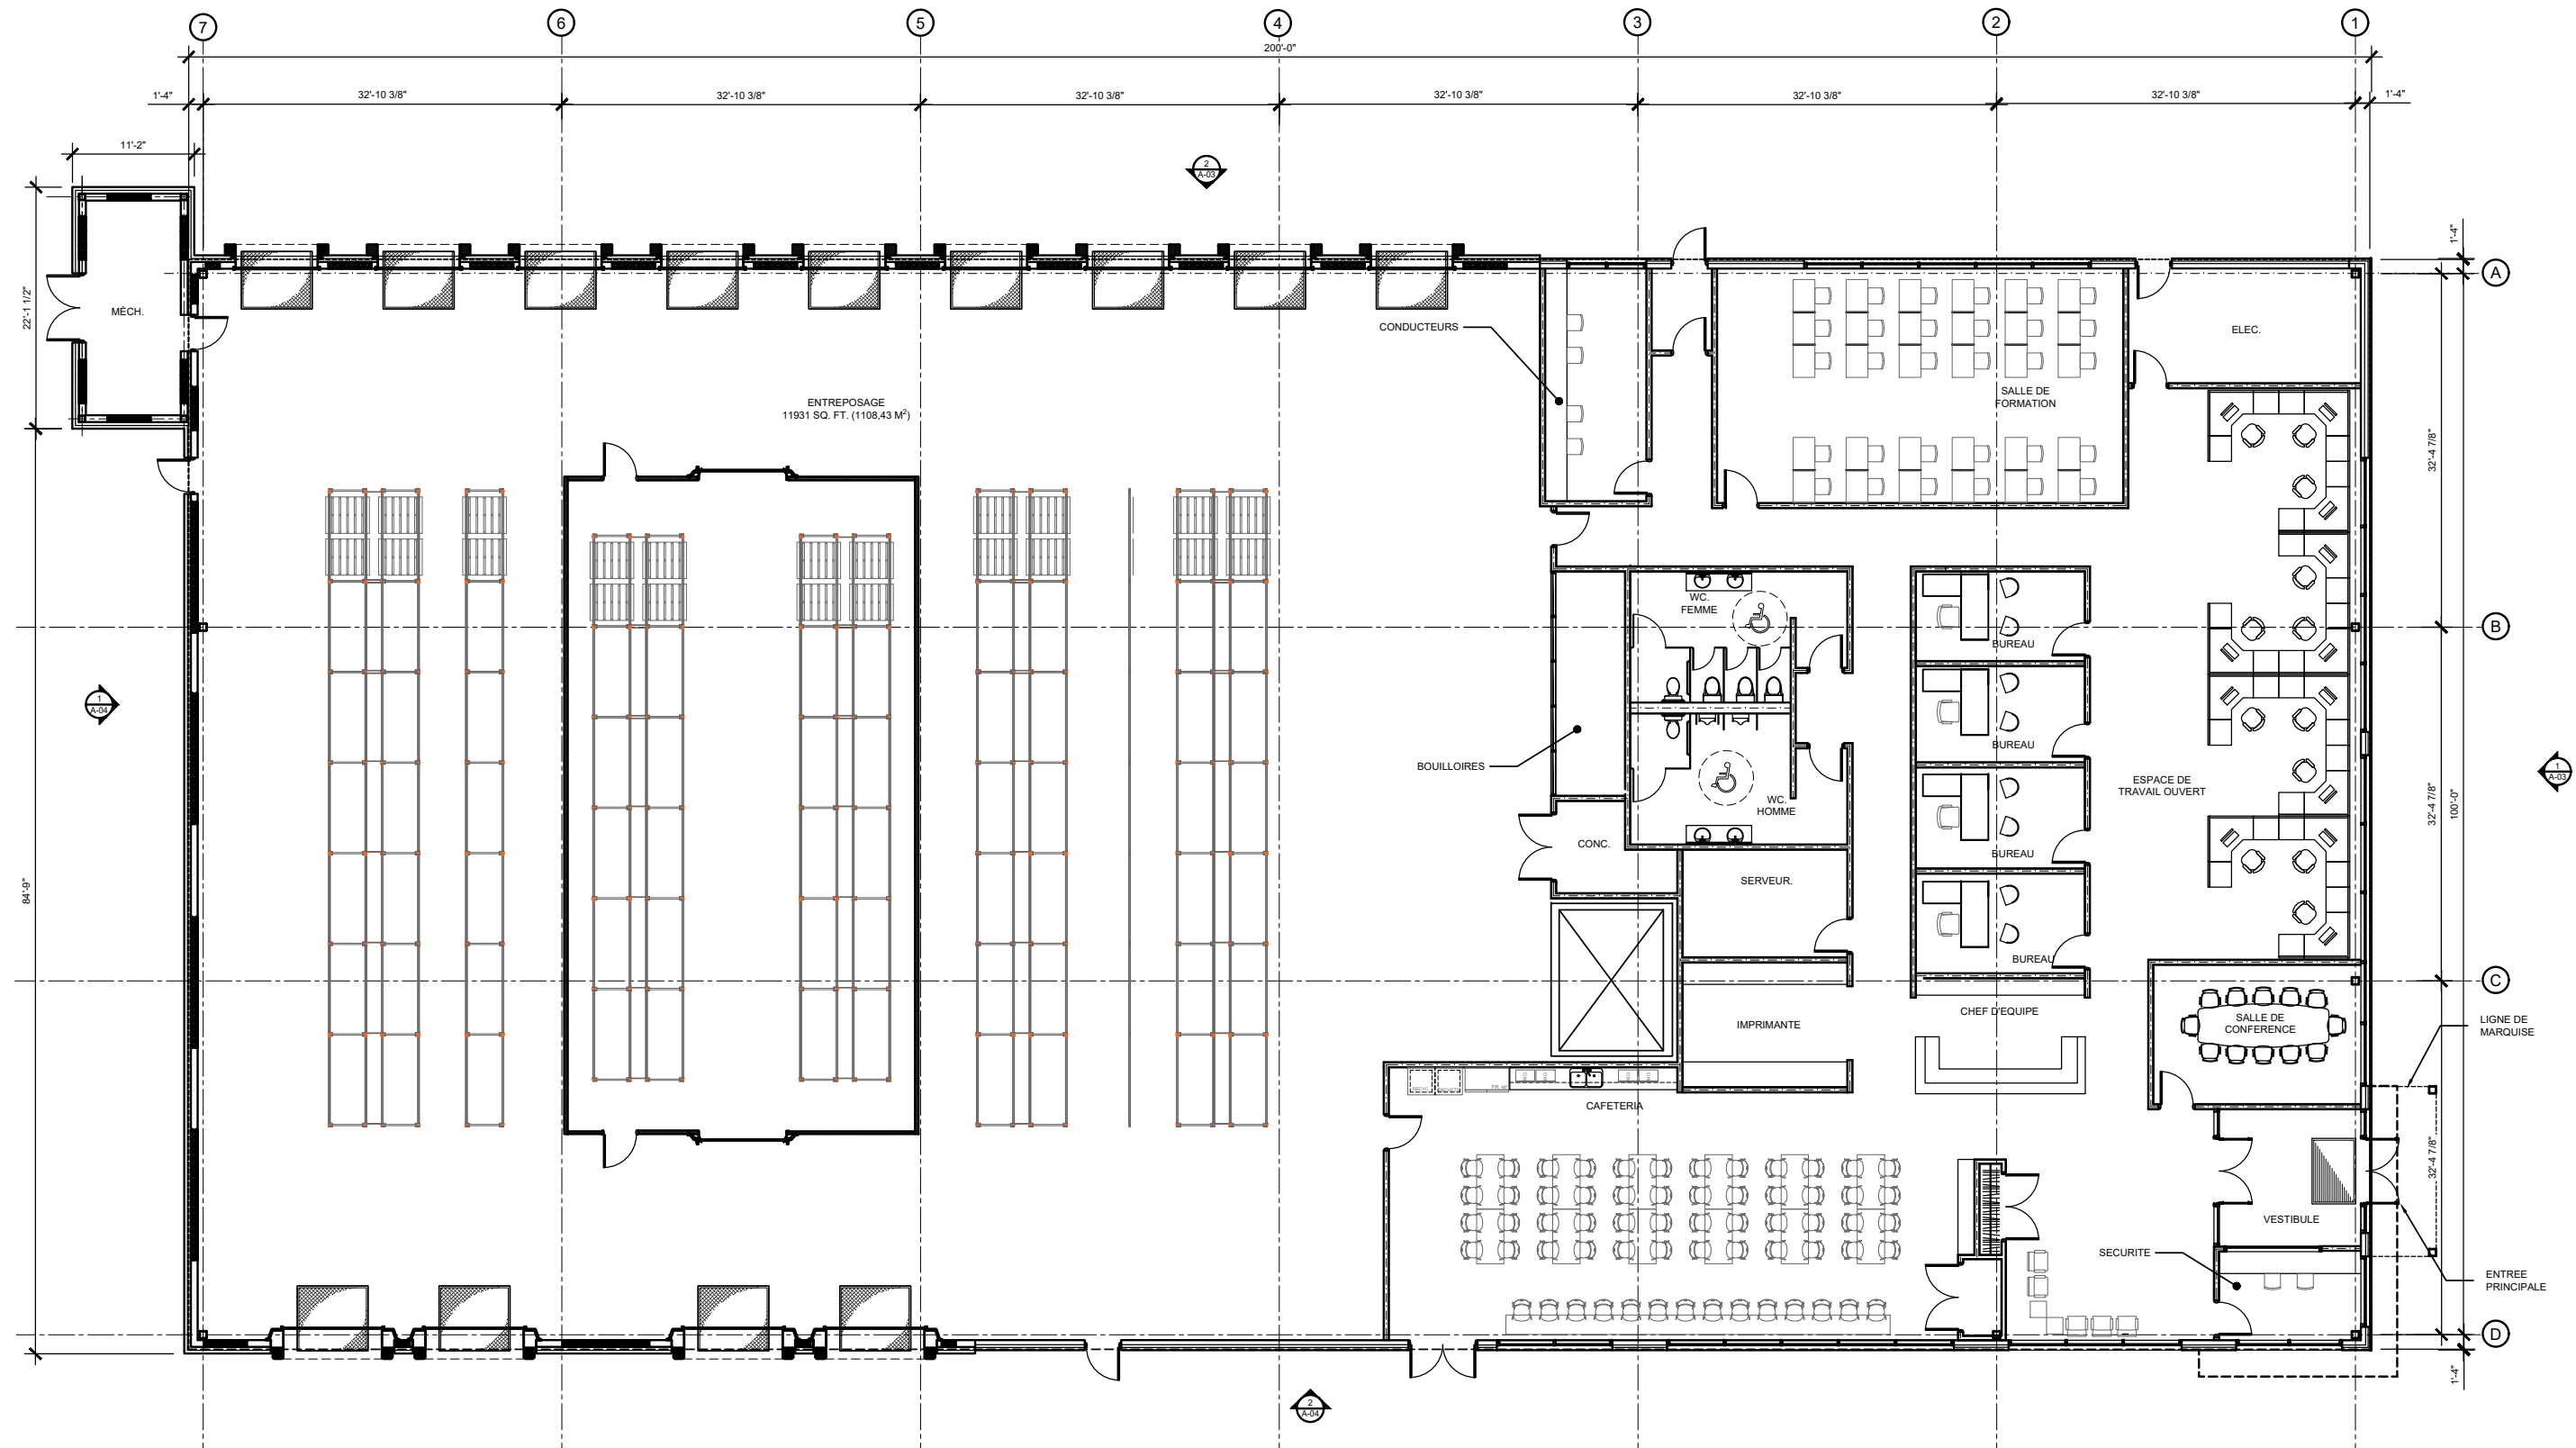 7
6
5
4
3
2
1
200'-0"
1'-4"
32'-10 3/8"
32'-10 3/8"
32'-10 3/8"
32'-10 3/8"
32'-10 3/8"
32'-10 3/8"
1'-4"
11'-2"
2
A-03
1'-4"
A
22'-1 1/2"
MÈCH.
CONDUCTEURS
ELEC.
ENTREPOSAGE
11931 SQ. FT. (1108,43 M²)
SALLE DE
FORMATION
32'-4 7/8"
WC.
FEMME
B
BUREAU
1
A-04
BUREAU
BOUILLOIRES
1
A-03
ESPACE DE
TRAVAIL OUVERT
32'-4 7/8"
100'-0"
WC.
HOMME
CONC.
BUREAU
SERVEUR.
84'-9"
BUREAU
C
CHEF D'EQUIPE
IMPRIMANTE
SALLE DE
CONFERENCE
LIGNE DE
MARQUISE
CAFETERIA
32'-4 7/8"
VESTIBULE
SECURITE
ENTREE
PRINCIPALE
D
1'-4"
2
A-04